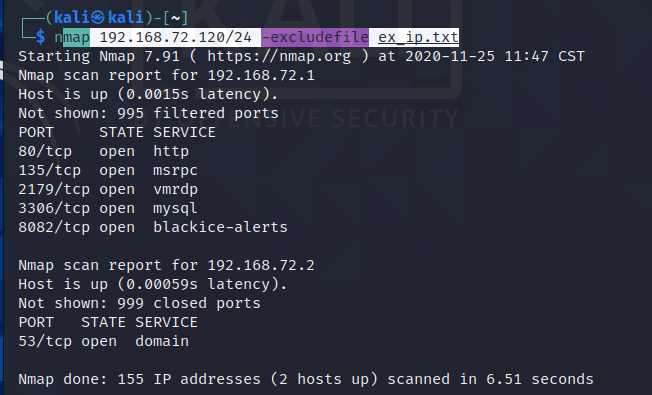 ┌──(kali㉿kali)-[~]
└─$ nmap 192.168.72.120/24 -excludefile ex_ip.txt
Starting Nmap 7.91 ( https://nmap.org ) at 2020-11-25 11:47 CST
Nmap scan report for 192.168.72.1
Host is up (0.0015s latency).
Not shown: 995 filtered ports
PORT     STATE SERVICE
80/tcp   open  http
135/tcp  open  msrpc
2179/tcp open  vmrdp
3306/tcp open  mysql
8082/tcp open  blackice-alerts

Nmap scan report for 192.168.72.2
Host is up (0.00059s latency).
Not shown: 999 closed ports
PORT   STATE SERVICE
53/tcp open  domain

Nmap done: 155 IP addresses (2 hosts up) scanned in 6.51 seconds